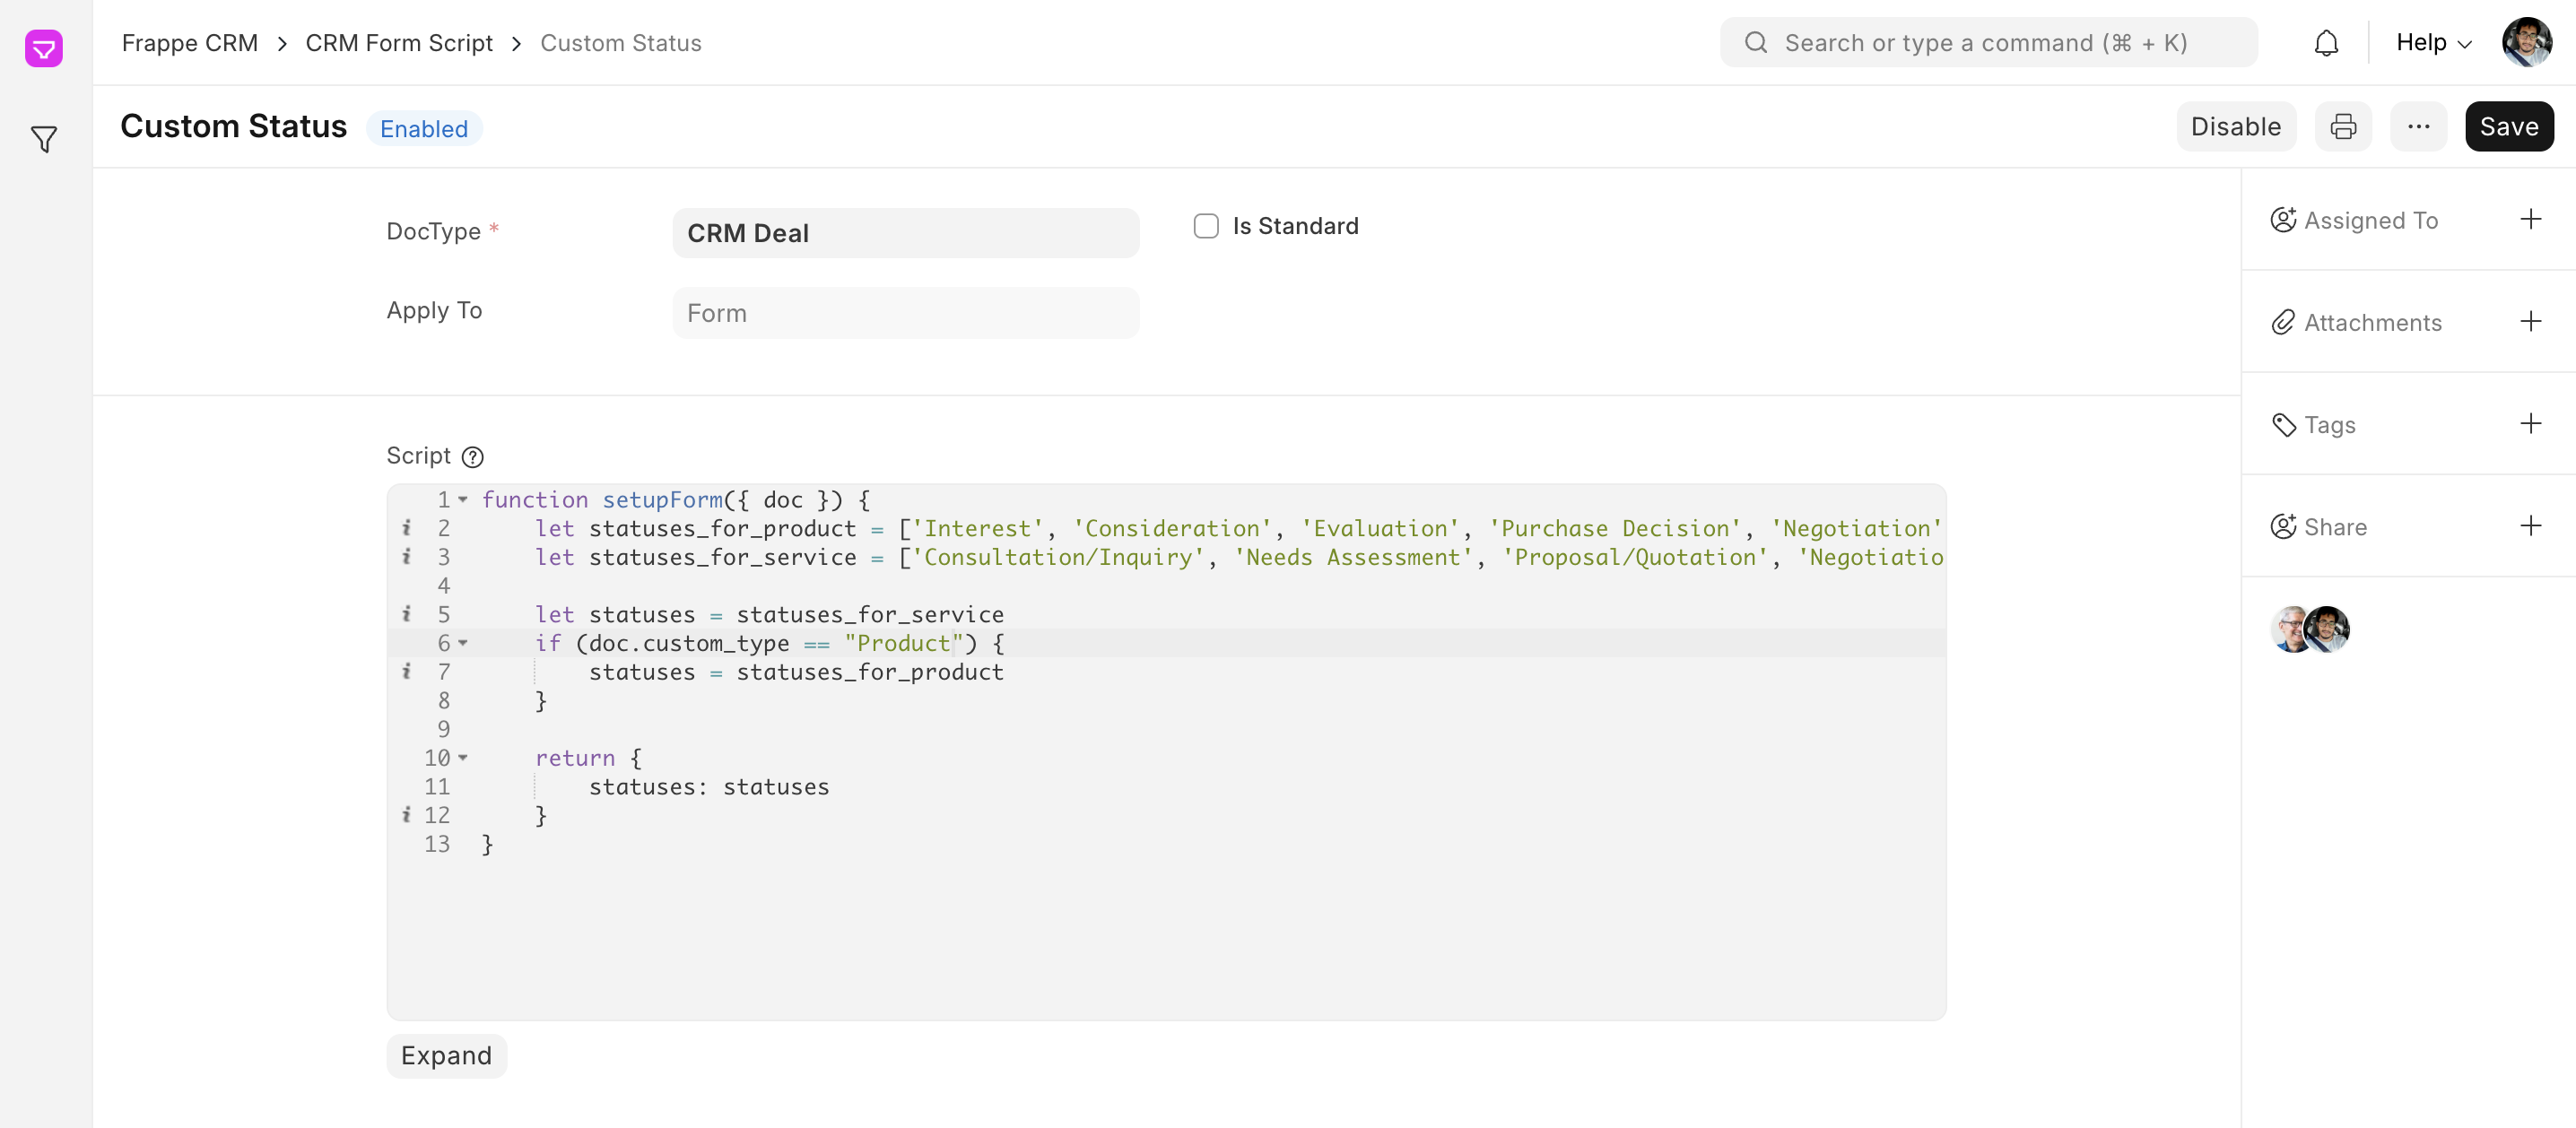 Frappe CRM > CRM Form Script > Custom Status
Search or type a command (⌘ + K)
Help
Custom Status
Enabled
Disable
Save
DocType *
CRM Deal
Is Standard
Apply To
Form
Assigned To
Attachments
Tags
Share
Script
1 function setupForm({ doc }) {
2 let statuses_for_product = ['Interest', 'Consideration', 'Evaluation', 'Purchase Decision', 'Negotiation'
3 let statuses_for_service = ['Consultation/Inquiry', 'Needs Assessment', 'Proposal/Quotation', 'Negotiatio
4
5 let statuses = statuses_for_service
6 if (doc.custom_type == "Product") {
7 statuses = statuses_for_product
8 }
9
10 return {
11 statuses: statuses
12 }
13 }
Expand